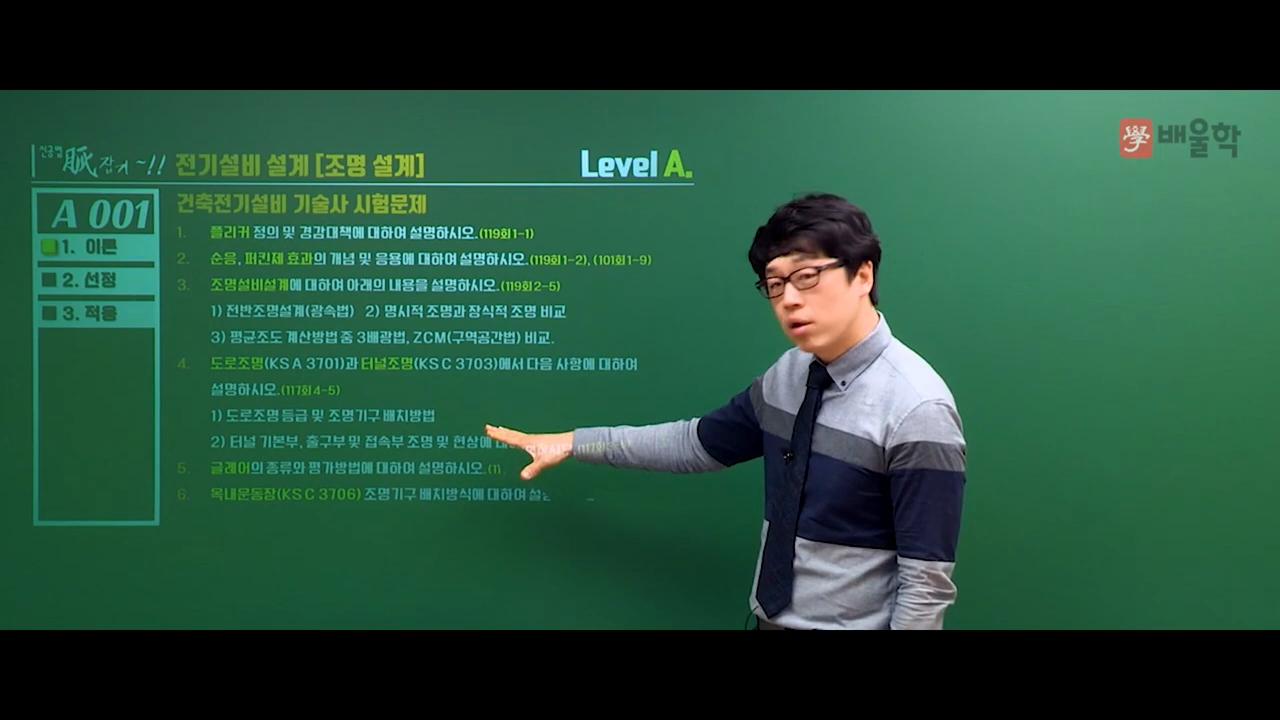 學 배울학
전공별 脈 잡기 ~!! 전기설비 설계 [조명 설계] Level A.
A 001
1. 이론
2. 선정
3. 적용
건축전기설비 기술사 시험문제
1. 플리커 정의 및 경감대책에 대하여 설명하시오.(119회 1-1)
2. 순응, 퍼킨제 효과의 개념 및 응용에 대하여 설명하시오.(119회 1-2), (101회 1-9)
3. 조명설비설계에 대하여 아래의 내용을 설명하시오.(119회 2-5)
1) 전반조명설계(광속법) 2) 명시적 조명과 장식적 조명 비교
3) 평균조도 계산방법 중 3배광법, ZCM(구역공간법) 비교.
4. 도로조명(KS A 3701)과 터널조명(KS C 3703)에서 다음 사항에 대하여
설명하시오.(117회 4-5)
1) 도로조명 등급 및 조명기구 배치방법
2) 터널 기본부, 출구부 및 접속부 조명 및 현상에
5. 글레어의 종류와 평가방법에 대하여 설명하시오.
6. 옥내운동장(KS C 3706) 조명기구 배치방식에 대하여